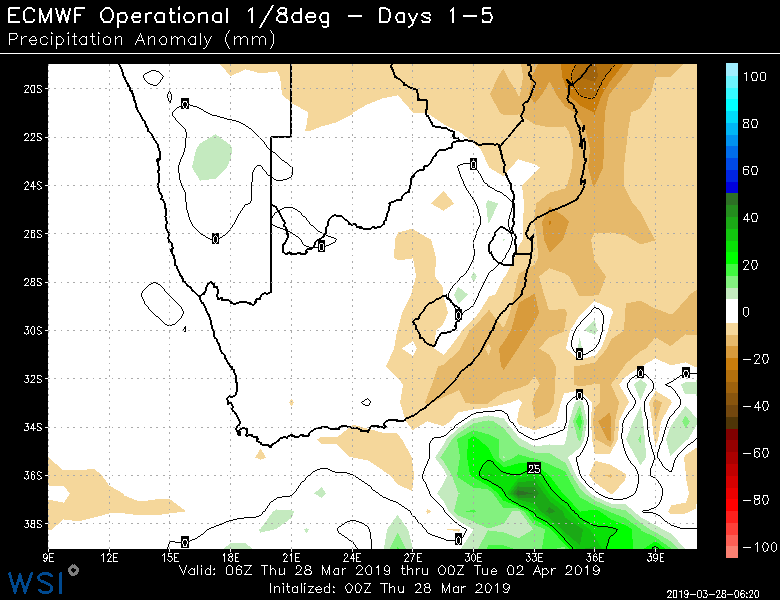 ECMWF Operational 1/8deg – Days 1–5
Precipitation Anomaly (mm)
20S
22S
24S
26S
28S
30S
32S
34S
36S
38S
0
0
0
0
0
0
0
0
0
25
0
0
9E 12E 15E 18E 21E 24E 27E 30E 33E 36E 39E
100
80
60
40
20
0
−20
−40
−60
−80
−100
Valid: 06Z Thu 28 Mar 2019 thru 00Z Tue 02 Apr 2019
Initalized: 00Z Thu 28 Mar 2019
WSI
2019-03-28-06:20